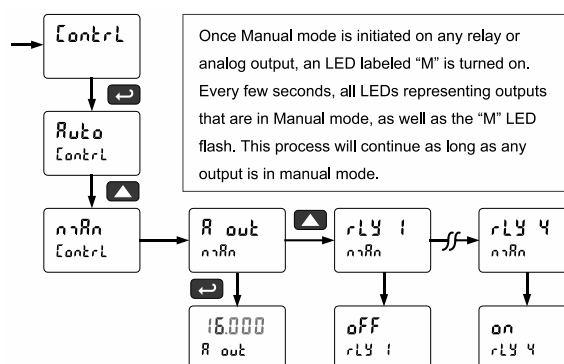 Contrl
Once Manual mode is initiated on any relay or
analog output, an LED labeled “M” is turned on.
Every few seconds, all LEDs representing outputs
that are in Manual mode, as well as the “M” LED
flash. This process will continue as long as any
output is in manual mode.
Auto
Contrl
mAn
Contrl
A out
mAn
rLY 1
mAn
rLY 4
mAn
16.000
A out
oFF
rLY 1
on
rLY 4